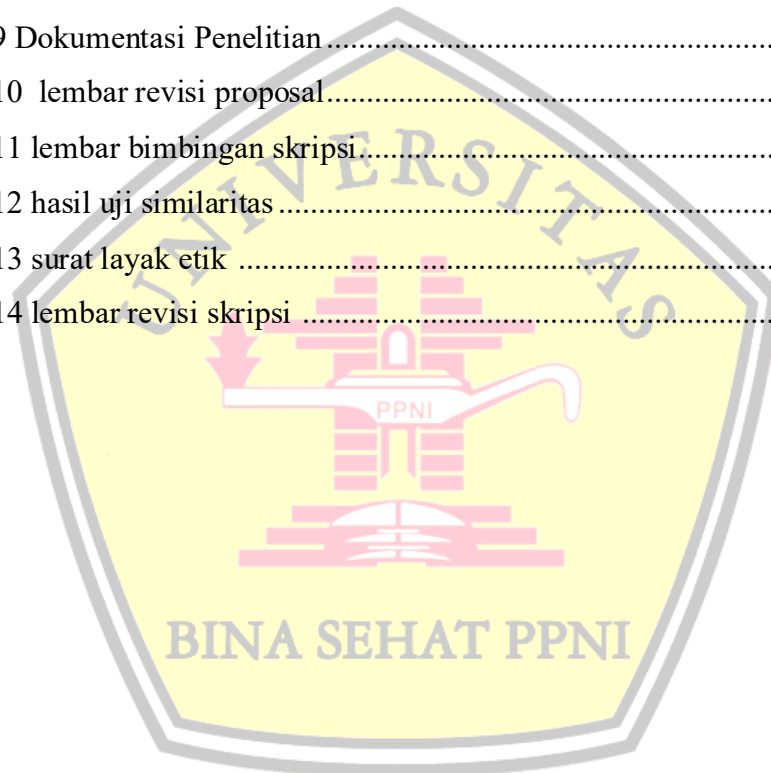 9 Dokumentasi Penelitian ................................................................
10  lembar revisi proposal................................................................
11 lembar bimbingan skripsi................................................................
12 hasil uji similaritas ................................................................
13 surat layak etik ................................................................
14 lembar revisi skripsi ................................................................
UNIVERSITAS
PPNI
BINA SEHAT PPNI